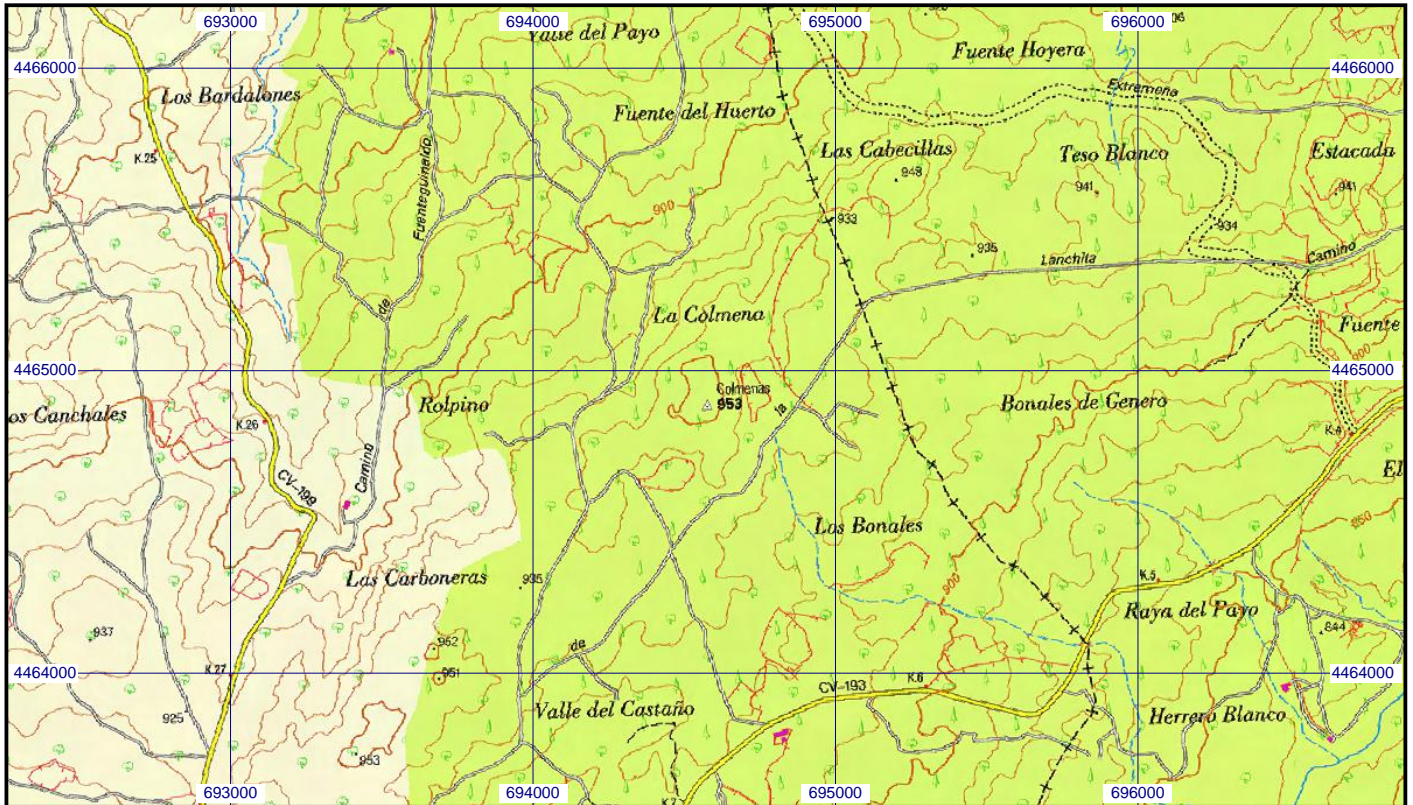 693000
694000
695000
696000
Valle del Payo
Fuente Hoyera
4466000
4466000
Los Bardalones
Extremeña
Fuente del Huerto
K.25
Las Cabecillas
Teso Blanco
Estacada
948
941
941
Fuenteguinaldo
900
933
934
935
Lanchita
Camino
de
La Colmena
Fuente
900
4465000
4465000
Colmenas
953
Rolpino
la
Bonales de Genero
os Canchales
K.26
K.4
Camino
El
CV-199
Los Bonales
850
Las Carboneras
935
900
K.5
Raya del Payo
937
952
844
de
K.27
951
4464000
4464000
K.6
CV-193
925
Valle del Castaño
Herrero Blanco
953
693000
694000
695000
696000
K.7